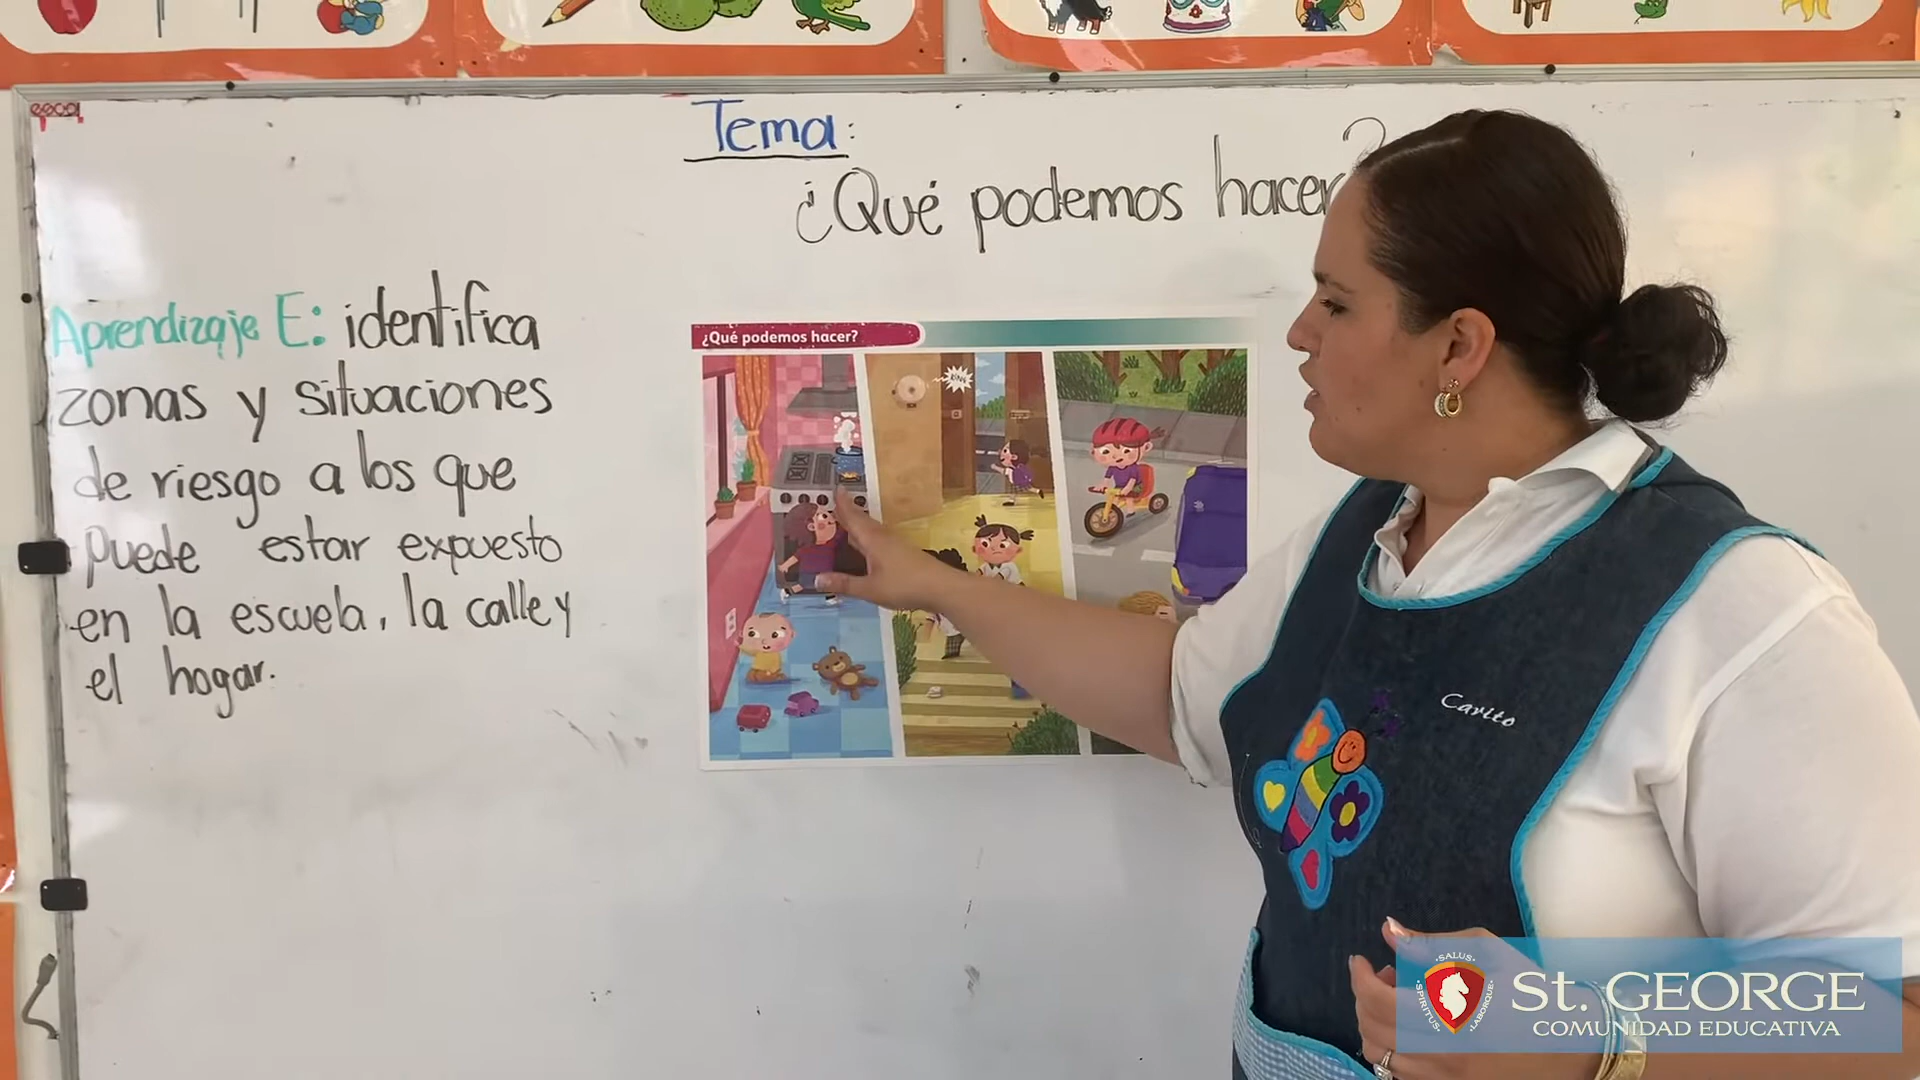 Tema:
¿Qué podemos hacer?
Aprendizaje E: identifica
zonas y situaciones
de riesgo a los que
puede estar expuesto
en la escuela, la calle y
el hogar.
¿Qué podemos hacer?
Carito
SALUS
SPIRITUS
LABORQUE
St. GEORGE
COMUNIDAD EDUCATIVA